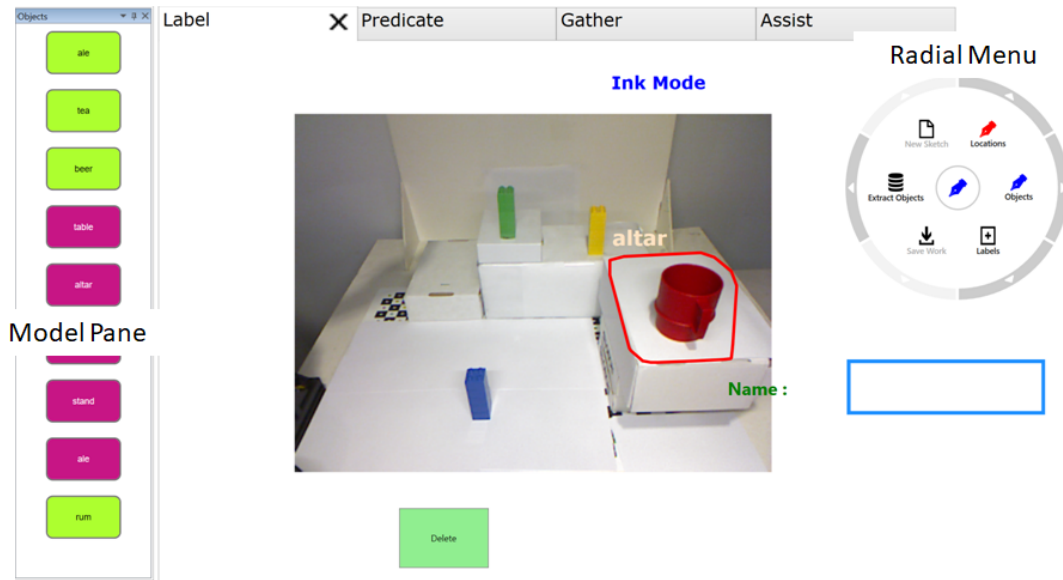 Objects
ale
tea
beer
table
altar
Model Pane
stand
ale
rum
Label
Predicate
Gather
Assist
Ink Mode
altar
Name :
Delete
Radial Menu
New Sketch
Locations
Extract Objects
Objects
Save Work
Labels